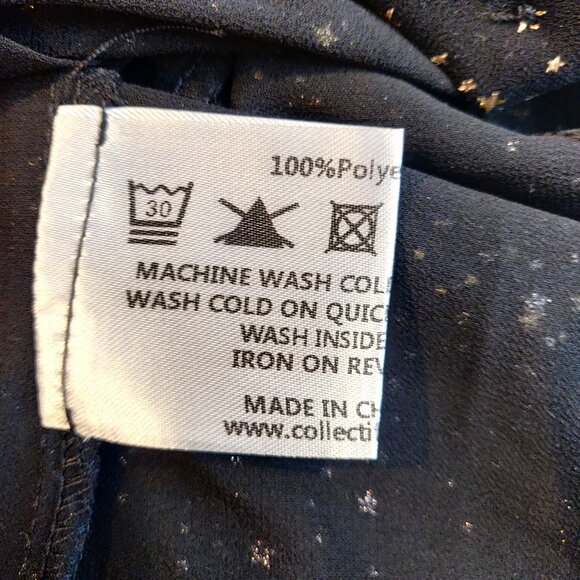 100%Polye
30
MACHINE WASH COL
WASH COLD ON QUIC
WASH INSIDE
IRON ON REV
MADE IN CH
www.collecti